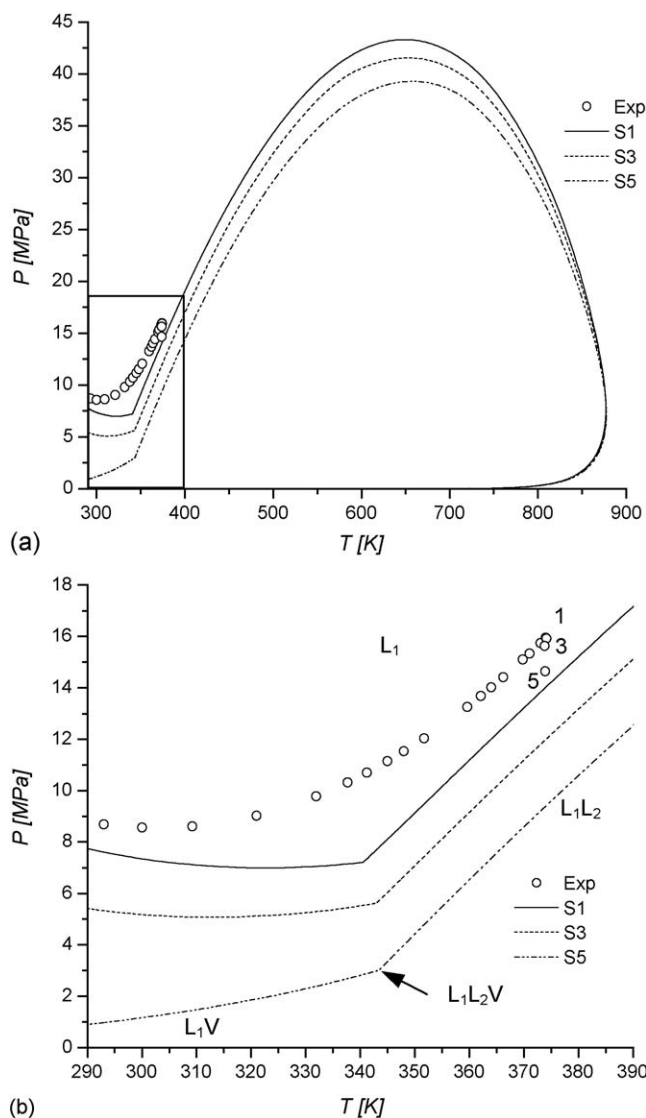 45
40
35
30
25
20
15
10
5
0
P [MPa]
Exp
S1
S3
S5
300 400 500 600 700 800 900
T [K]
(a)
18
16
14
12
10
8
6
4
2
0
P [MPa]
L₁
1
3
5
L₁L₂
Exp
S1
S3
S5
L₁L₂V
L₁V
290 300 310 320 330 340 350 360 370 380 390
T [K]
(b)